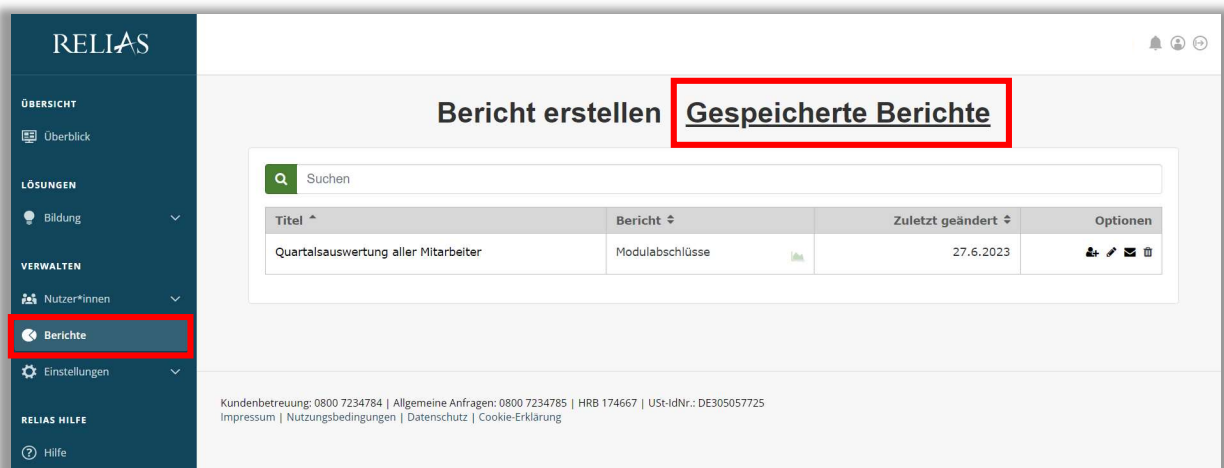 RELIAS
ÜBERSICHT
Überblick
LÖSUNGEN
Bildung
VERWALTEN
Nutzer*innen
Berichte
Einstellungen
RELIAS HILFE
Hilfe
Bericht erstellen Gespeicherte Berichte
Suchen
Titel Bericht Zuletzt geändert Optionen
Quartalsauswertung aller Mitarbeiter Modulabschlüsse 27.6.2023
Kundenbetreuung: 0800 7234784 | Allgemeine Anfragen: 0800 7234785 | HRB 174667 | USt-IdNr.: DE305057725
Impressum | Nutzungsbedingungen | Datenschutz | Cookie-Erklärung